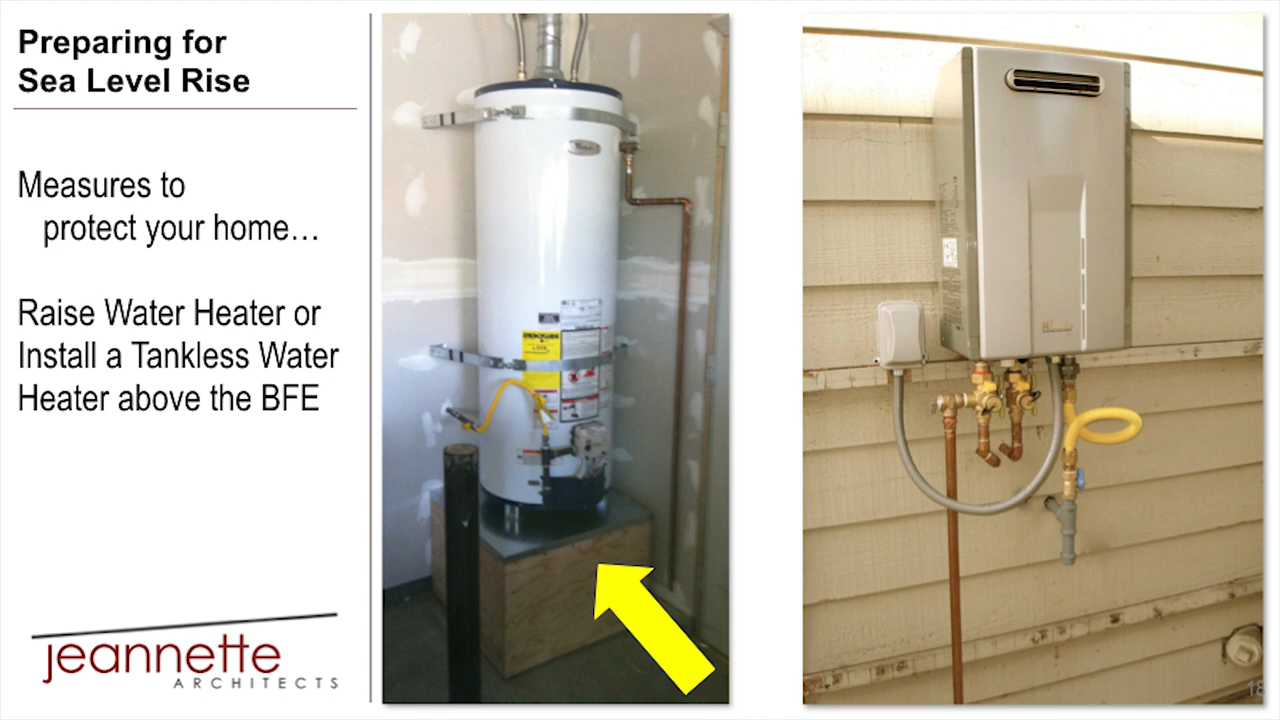 Preparing for
Sea Level Rise
Measures to
protect your home…
Raise Water Heater or
Install a Tankless Water
Heater above the BFE
jeannette
ARCHITECTS
18